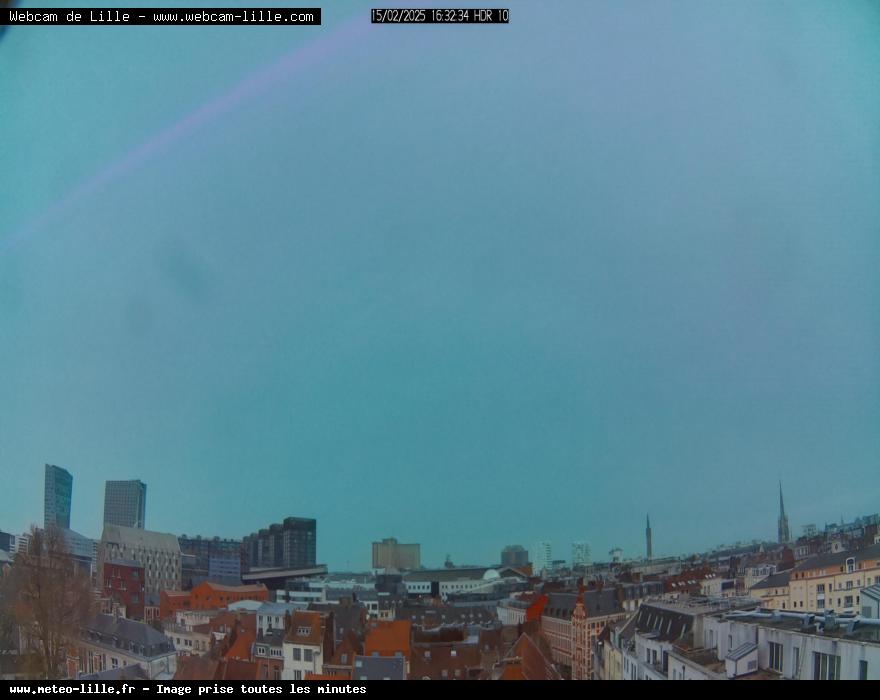 Webcam de Lille - www.webcam-lille.com
15/02/2025 16:32:34 HDR 10
www.meteo-lille.fr - Image prise toutes les minutes